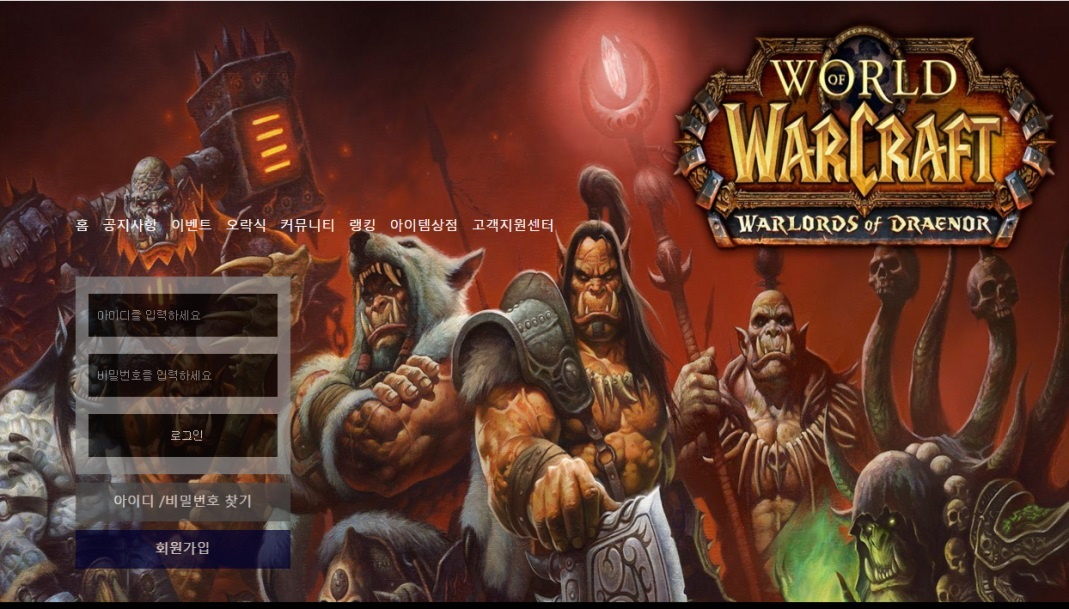 WORLD OF
WARCRAFT
WARLORDS of DRAENOR
홈 공지사항 이벤트 오락식 커뮤니티 랭킹 아이템상점 고객지원센터
아이디를 입력하세요
비밀번호를 입력하세요
로그인
아이디 /비밀번호 찾기
회원가입